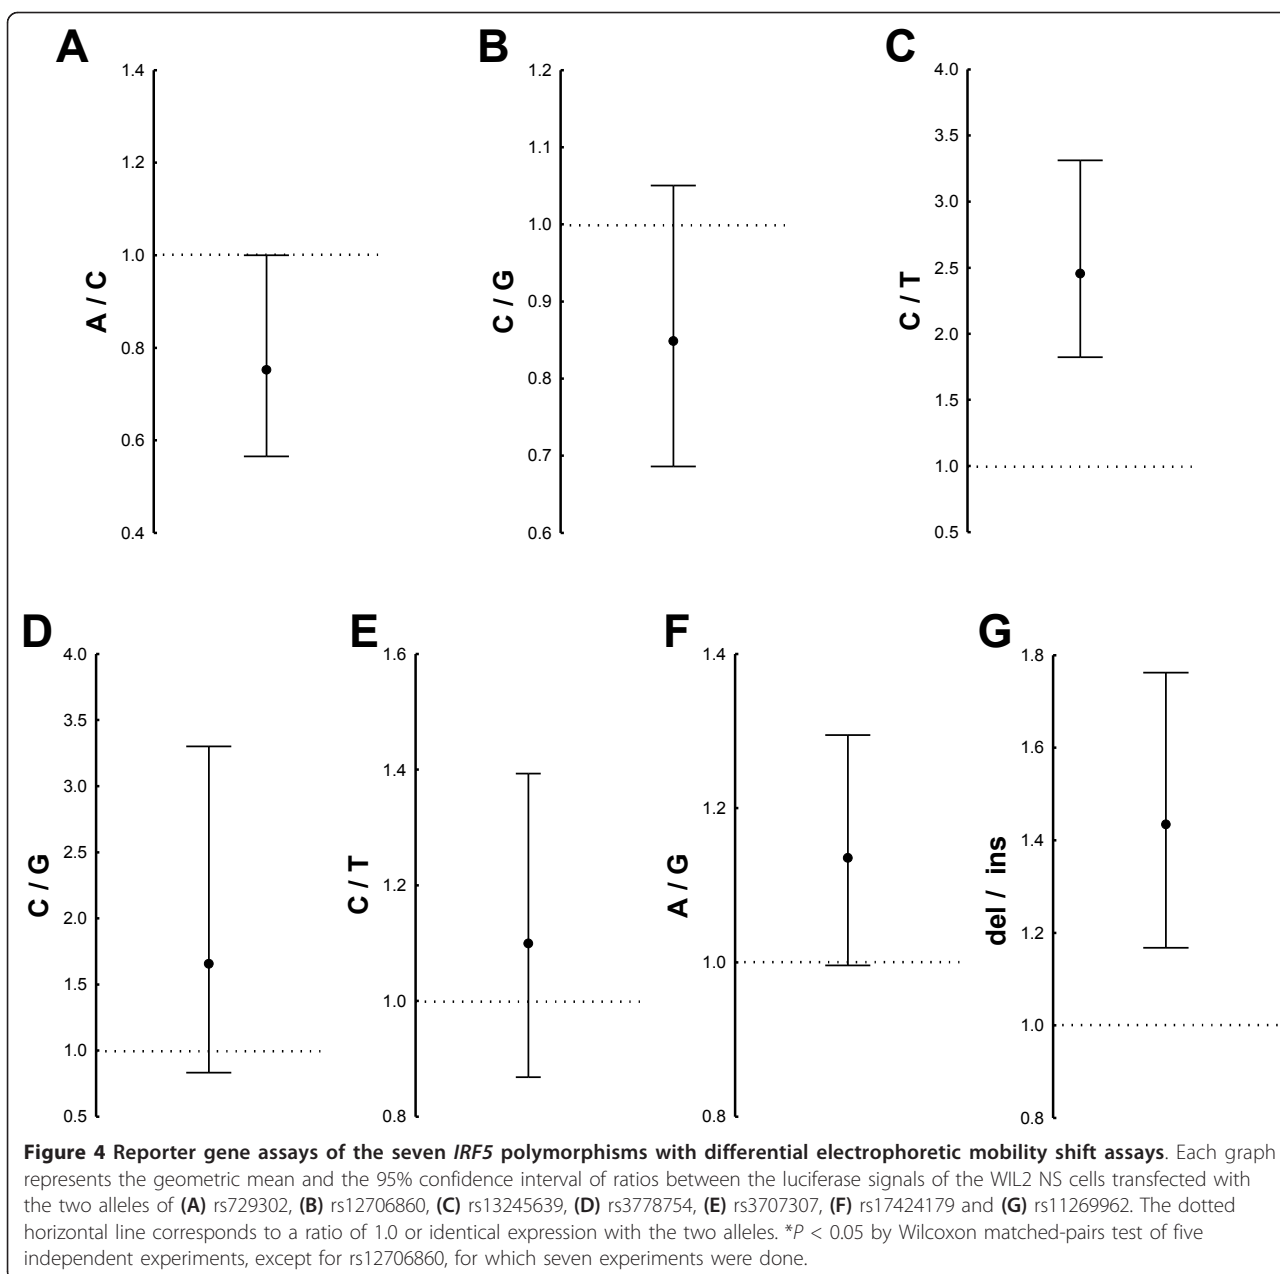 A
B
C
1.4
1.2
1.0
0.8
0.6
0.4
A / C
1.2
1.1
1.0
0.9
0.8
0.7
0.6
C / G
4.0
3.5
3.0
2.5
2.0
1.5
1.0
0.5
C / T
D
E
F
G
4.0
3.5
3.0
2.5
2.0
1.5
1.0
0.5
C / G
1.6
1.4
1.2
1.0
0.8
C / T
1.4
1.2
1.0
0.8
A / G
1.8
1.6
1.4
1.2
1.0
0.8
del / ins
Figure 4 Reporter gene assays of the seven IRF5 polymorphisms with differential electrophoretic mobility shift assays. Each graph
represents the geometric mean and the 95% confidence interval of ratios between the luciferase signals of the WIL2 NS cells transfected with
the two alleles of (A) rs729302, (B) rs12706860, (C) rs13245639, (D) rs3778754, (E) rs3707307, (F) rs17424179 and (G) rs11269962. The dotted
horizontal line corresponds to a ratio of 1.0 or identical expression with the two alleles. *P < 0.05 by Wilcoxon matched-pairs test of five
independent experiments, except for rs12706860, for which seven experiments were done.